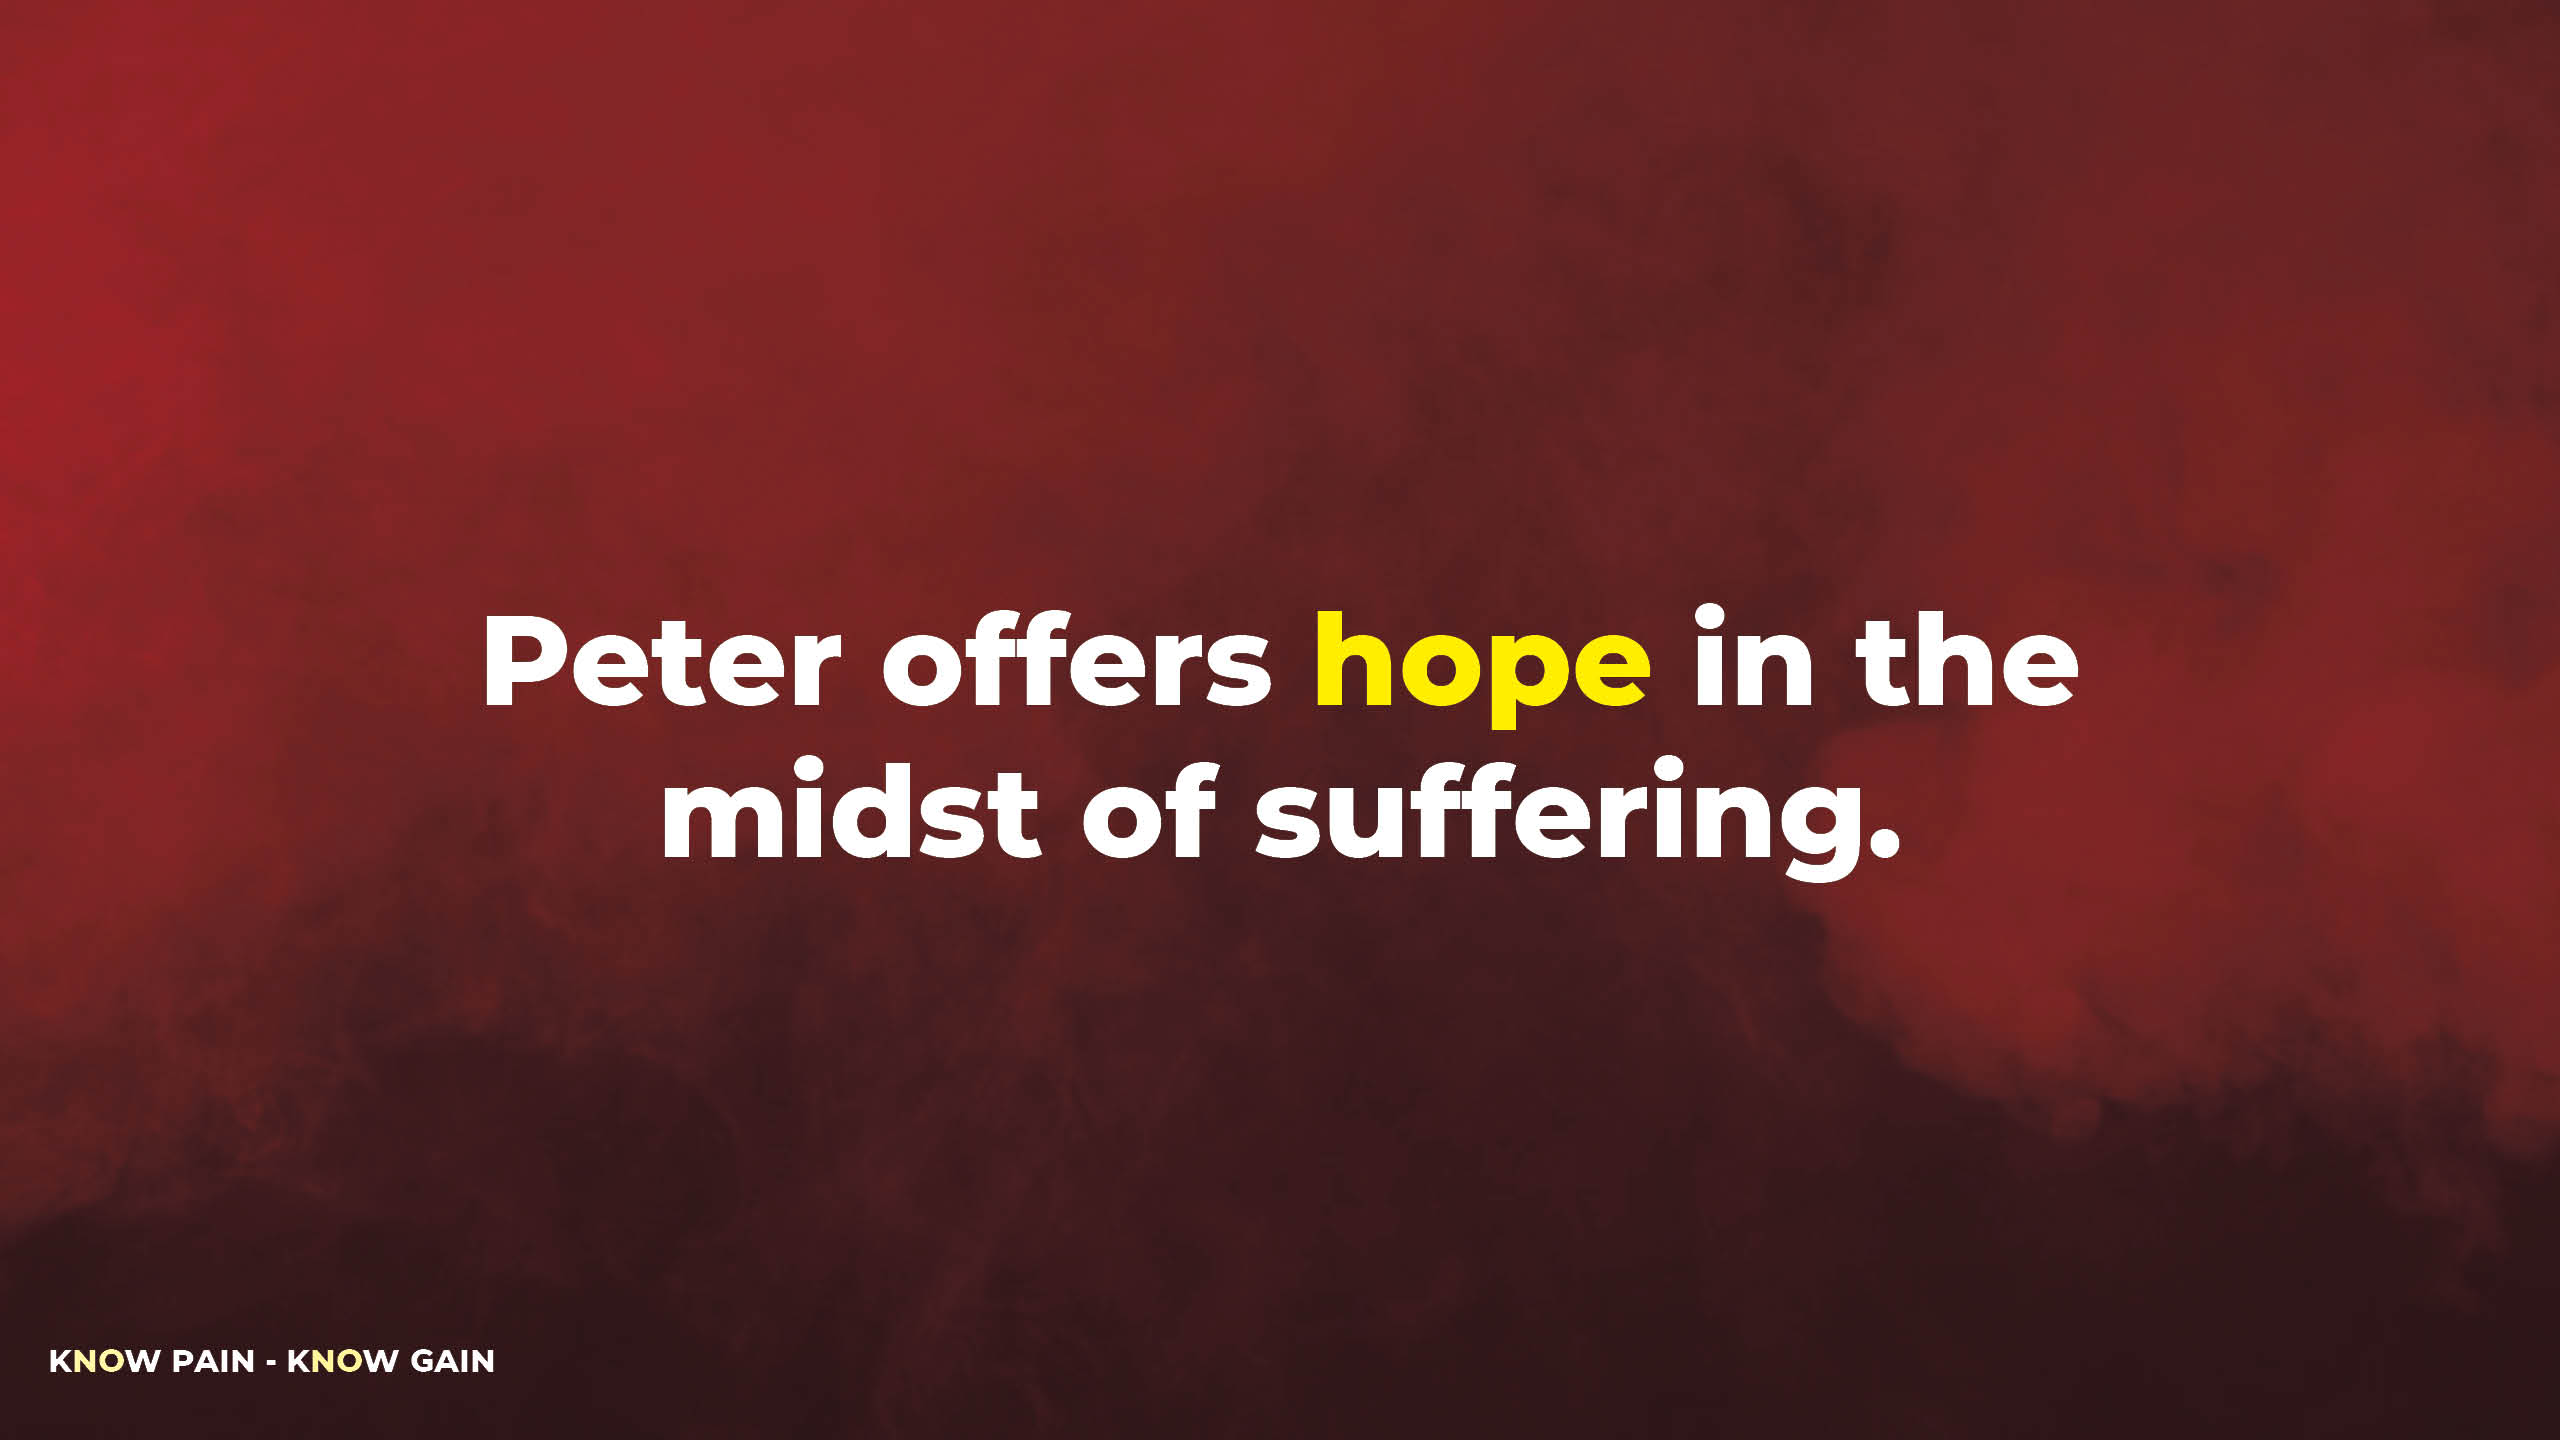 Peter offers hope in the
midst of suffering.
KNOW PAIN - KNOW GAIN